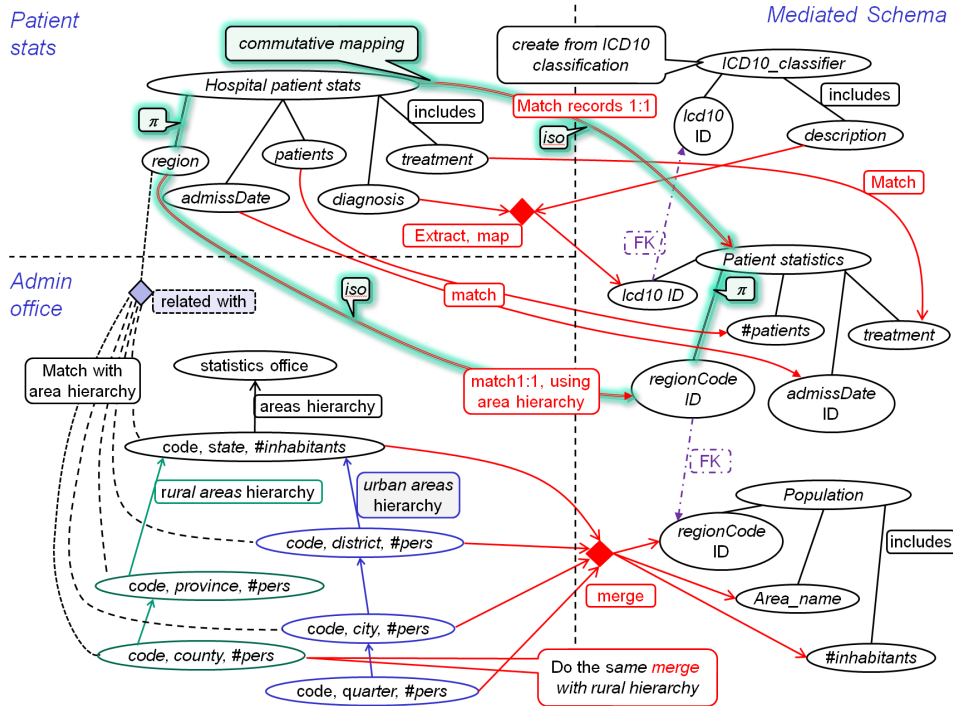 Patient
stats
Mediated Schema
commutative mapping
create from ICD10
classification
ICD10_classifier
Hospital patient stats
includes
Match records 1:1
Icd10
ID
includes
description
π
iso
region
patients
treatment
admissDate
diagnosis
Match
Extract, map
FK
Patient statistics
Admin
office
related with
iso
match
Icd10 ID
π
#patients
treatment
Match with
area hierarchy
statistics office
match1:1, using
area hierarchy
regionCode
ID
admissDate
ID
areas hierarchy
code, state, #inhabitants
FK
rural areas hierarchy
urban areas
hierarchy
Population
regionCode
ID
includes
code, district, #pers
code, province, #pers
merge
Area_name
code, city, #pers
code, county, #pers
#inhabitants
Do the same merge
with rural hierarchy
code, quarter, #pers